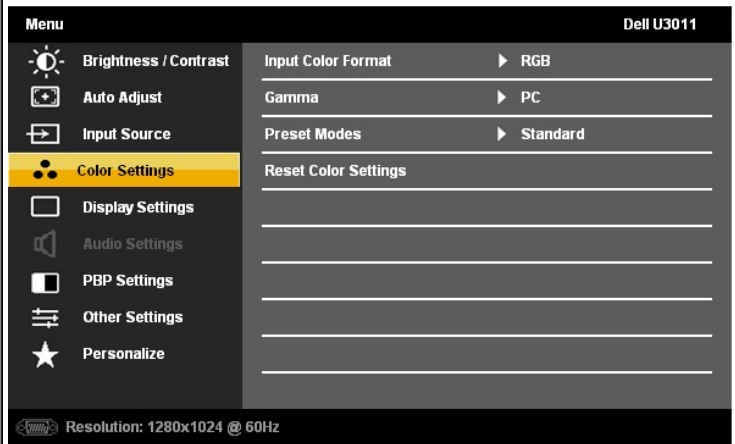 Menu Dell U3011
Brightness / Contrast Input Color Format RGB
Auto Adjust Gamma PC
Input Source Preset Modes Standard
Color Settings Reset Color Settings
Display Settings
Audio Settings
PBP Settings
Other Settings
Personalize
Resolution: 1280x1024 @ 60Hz